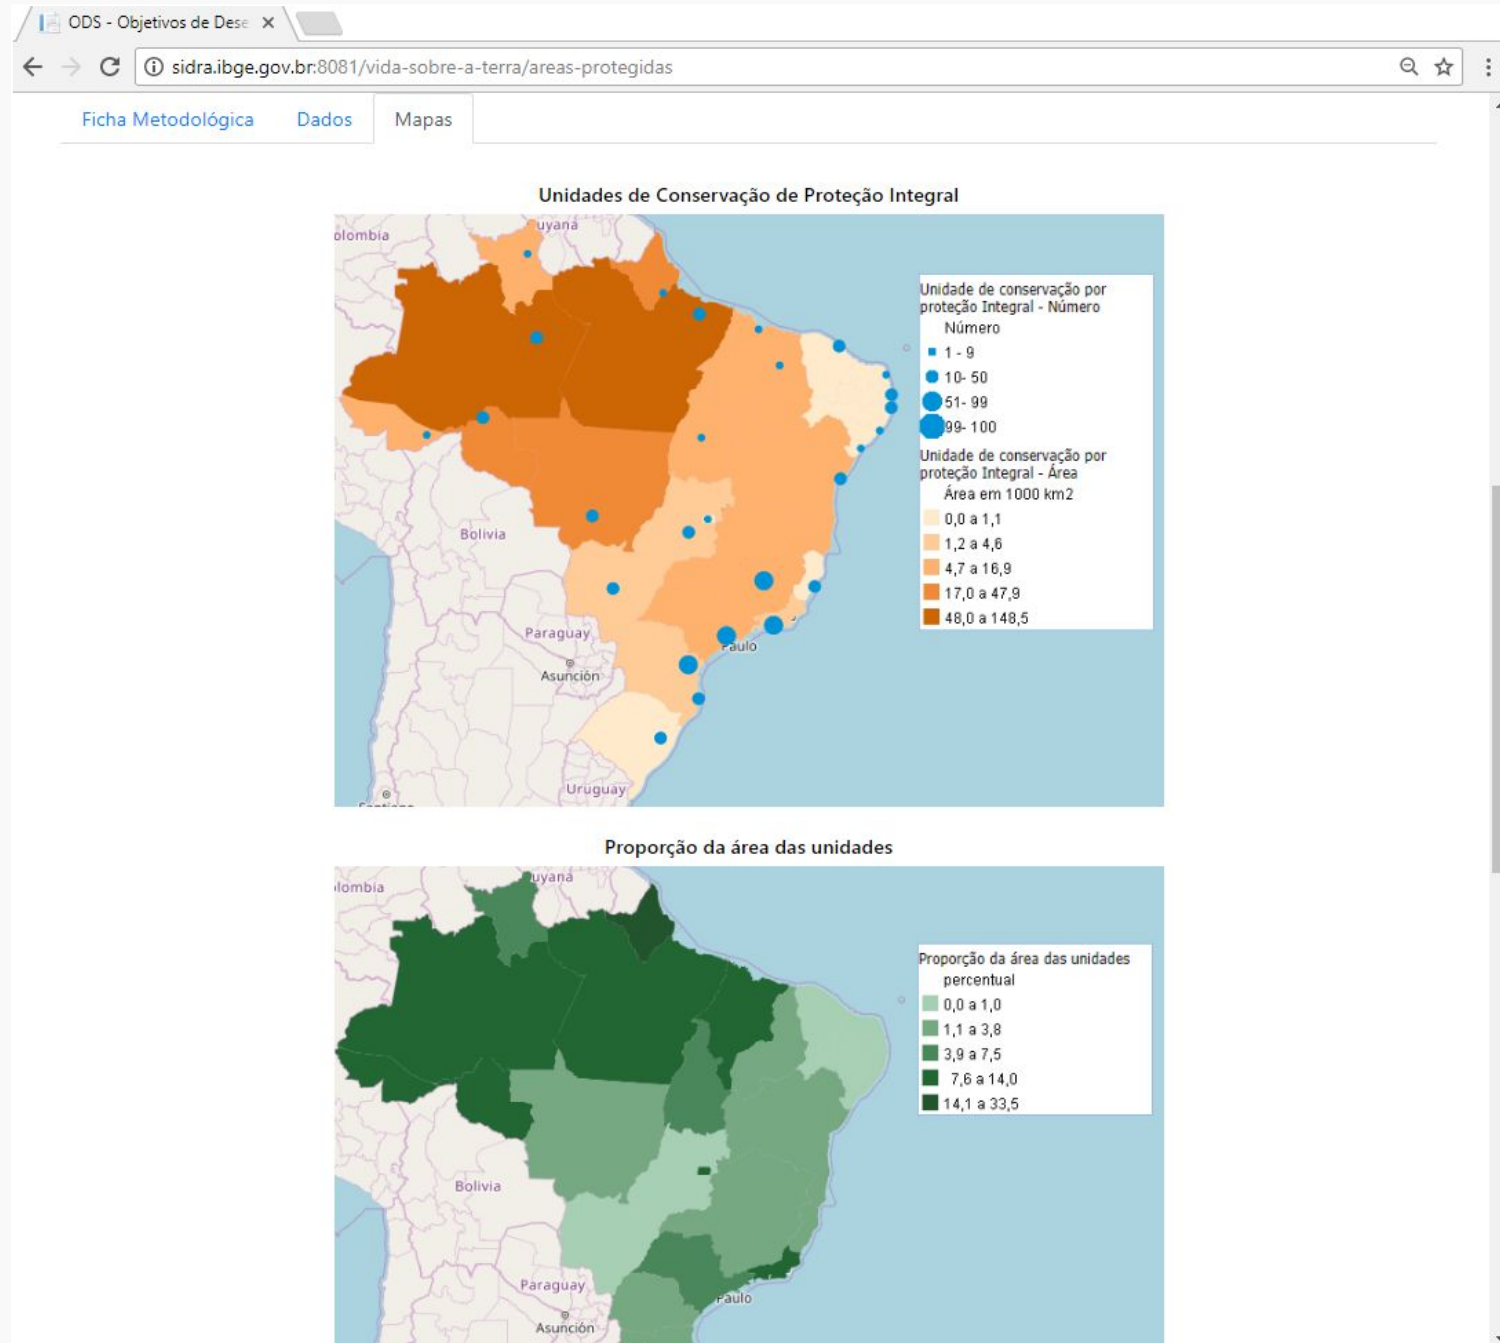 ODS - Objetivos de Dese
sidra.ibge.gov.br:8081/vida-sobre-a-terra/areas-protegidas
Ficha Metodológica Dados Mapas
Unidades de Conservação de Proteção Integral
uyana
olombia
Bolivia
Paraguay
Paulo
Asunción
Uruguay
Unidade de conservação por
proteção Integral - Número
Número
1 - 9
10- 50
51- 99
99- 100
Unidade de conservação por
proteção Integral - Área
Área em 1000 km2
0,0 a 1,1
1,2 a 4,6
4,7 a 16,9
17,0 a 47,9
48,0 a 148,5
Proporção da área das unidades
uyana
lombia
Bolivia
Paraguay
Paulo
Asunción
Proporção da área das unidades
percentual
0,0 a 1,0
1,1 a 3,8
3,9 a 7,5
7,6 a 14,0
14,1 a 33,5